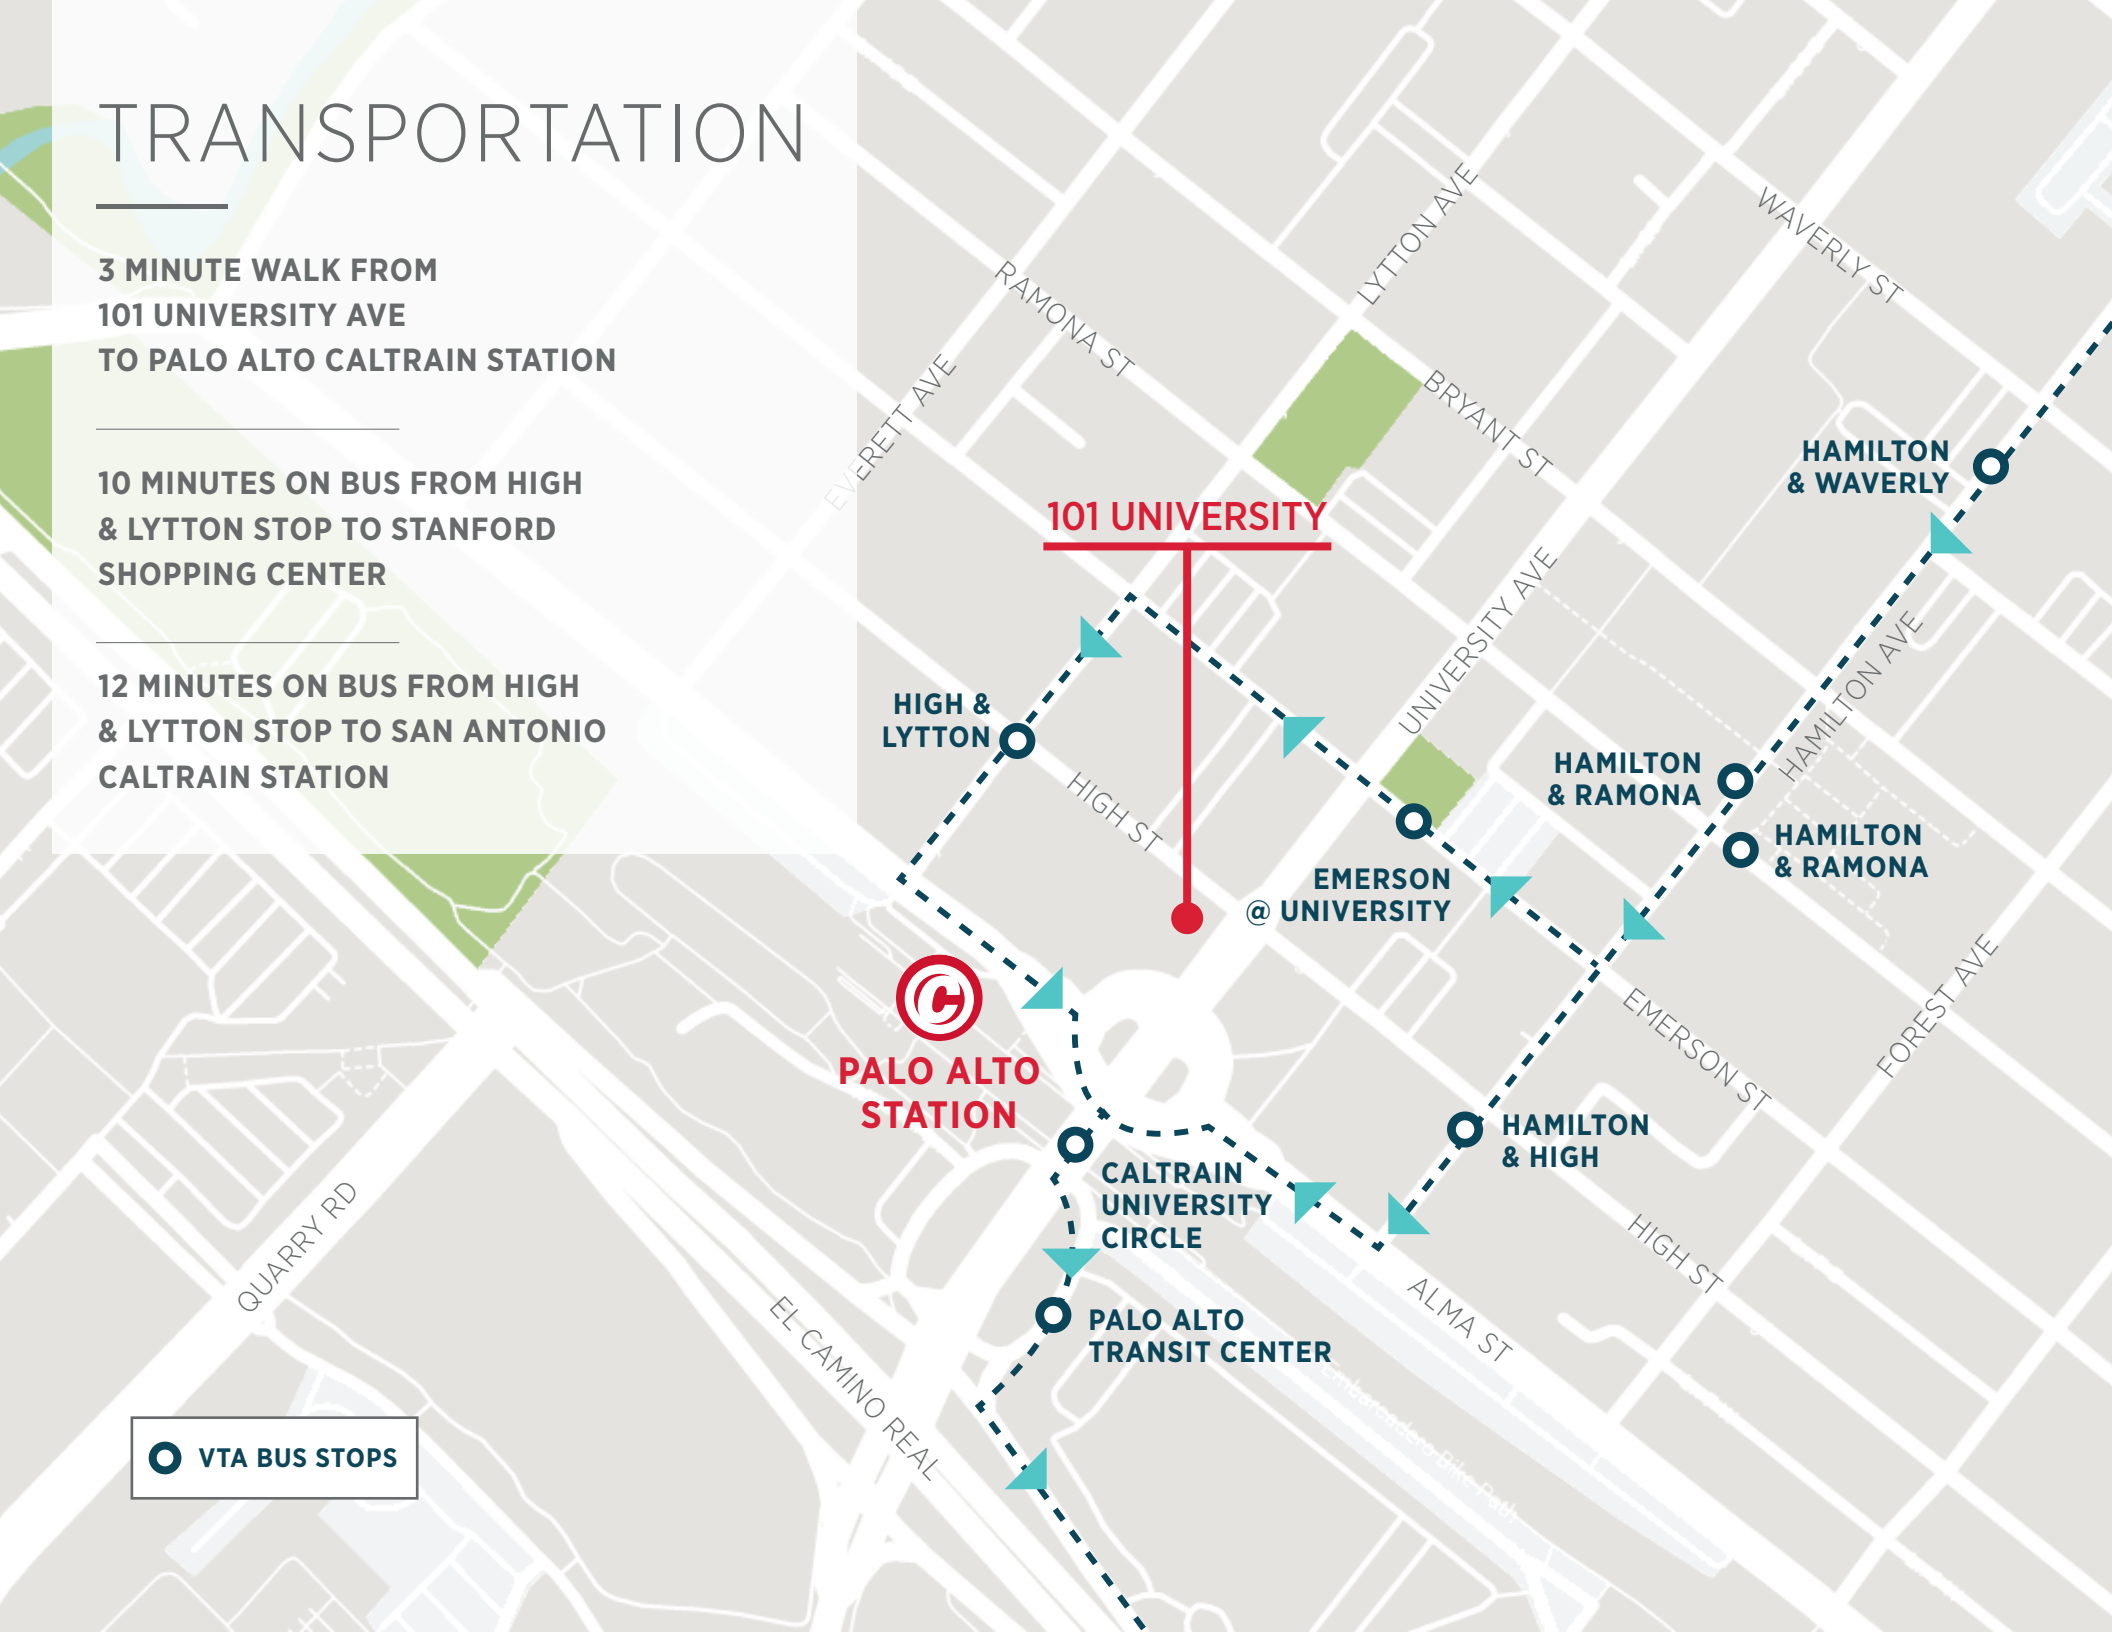 TRANSPORTATION
3 MINUTE WALK FROM
101 UNIVERSITY AVE
TO PALO ALTO CALTRAIN STATION
10 MINUTES ON BUS FROM HIGH
& LYTTON STOP TO STANFORD
SHOPPING CENTER
12 MINUTES ON BUS FROM HIGH
& LYTTON STOP TO SAN ANTONIO
CALTRAIN STATION
LYTTON AVE
WAVERLY ST
RAMONA ST
EVERETT AVE
BRYANT ST
HAMILTON
& WAVERLY
101 UNIVERSITY
UNIVERSITY AVE
HAMILTON AVE
HIGH &
LYTTON
HIGH ST
HAMILTON
& RAMONA
HAMILTON
& RAMONA
EMERSON
@ UNIVERSITY
C
PALO ALTO
STATION
EMERSON ST
FOREST AVE
HAMILTON
& HIGH
CALTRAIN
UNIVERSITY
CIRCLE
QUARRY RD
HIGH ST
ALMA ST
EL CAMINO REAL
PALO ALTO
TRANSIT CENTER
Embarcadero Bike Path
VTA BUS STOPS